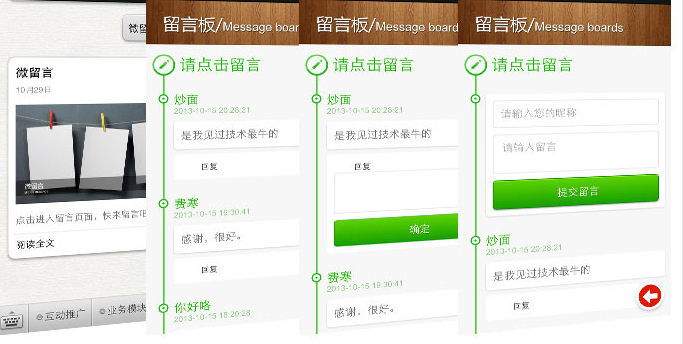 微留
微留言
10月29日
微留言
点击进入留言页面，快来留言吧
阅读全文
互动推广
业务模块
留言板/Message boar
请点击留言
炒面
2013-10-15 20:28:21
是我见过技术最牛的
回复
费寒
2013-10-15 19:30:41
感谢，很好。
回复
你好略
2013-10-15 18:20:28
留言板/Message boar
请点击留言
炒面
2013-10-15 20:28:21
是我见过技术最牛的
回复
确定
费寒
2013-10-15 19:30:41
感谢，很好。
留言板/Message boards
请点击留言
请输入您的昵称
请输入留言
提交留言
炒面
2013-10-15 20:28:21
是我见过技术最牛的
回复